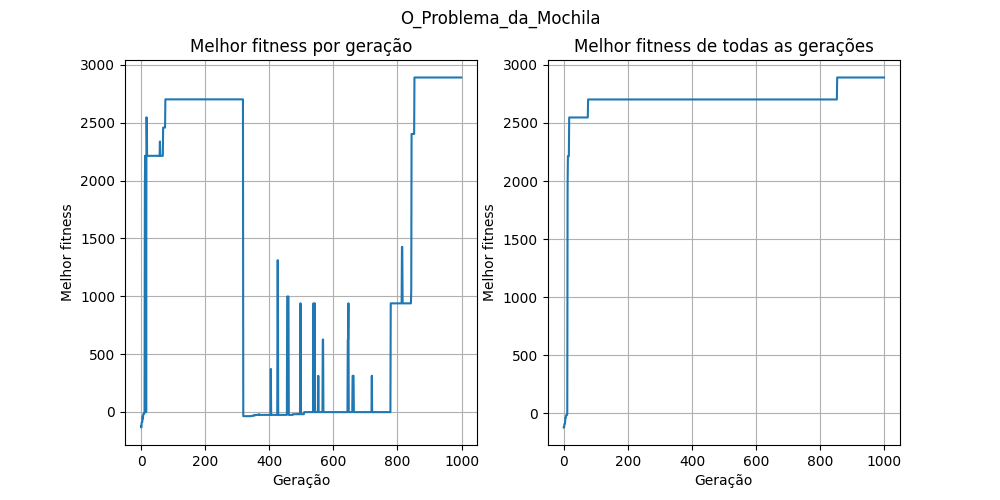 O_Problema_da_Mochila
Melhor fitness por geração
Melhor fitness
3000
2500
2000
1500
1000
500
0
0 200 400 600 800 1000
Geração
Melhor fitness de todas as gerações
Melhor fitness
3000
2500
2000
1500
1000
500
0
0 200 400 600 800 1000
Geração